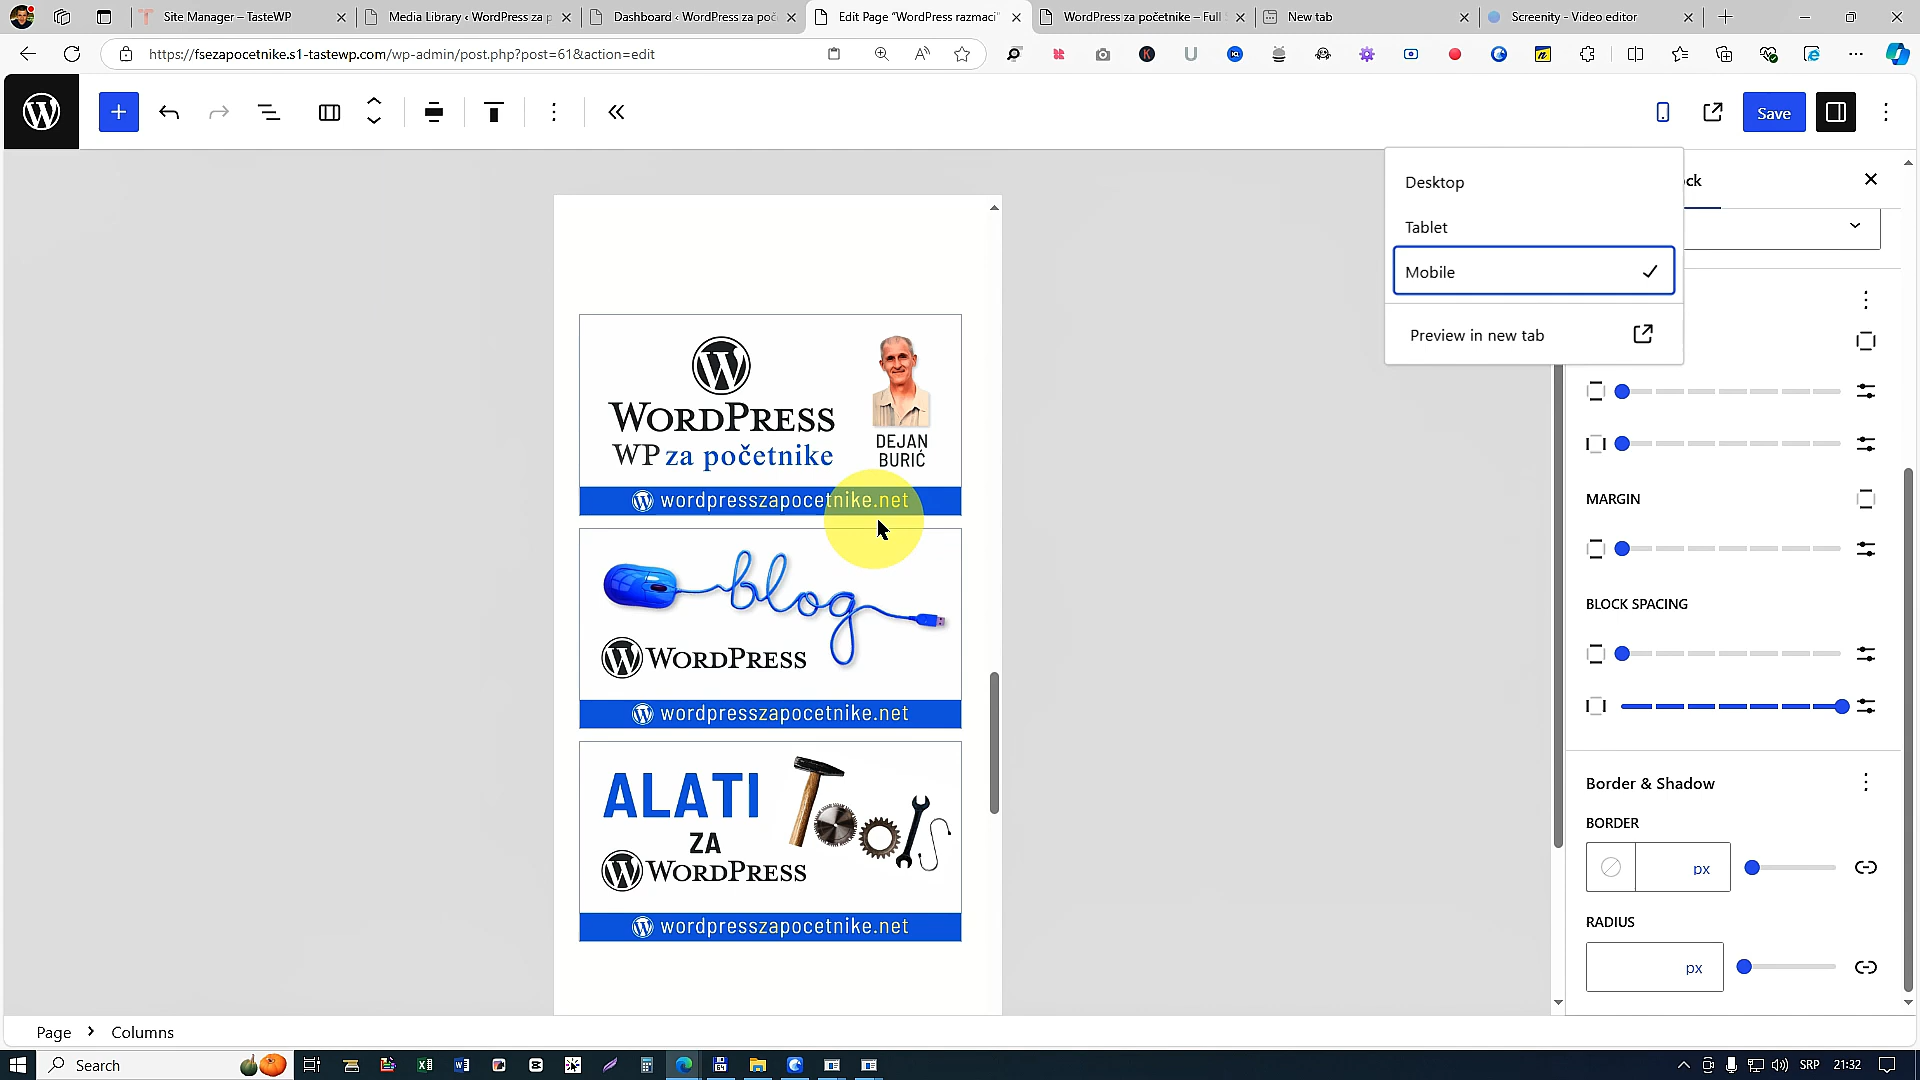 Site Manager – TasteWP
Media Library ‹ WordPress za p
Dashboard ‹ WordPress za poč
Edit Page "WordPress razmaci"
WordPress za početnike – Full
New tab
Screenity - Video editor
https://fsezapocetnike.s1-tastewp.com/wp-admin/post.php?post=61&action=edit
Save
Desktop
Tablet
Mobile
Preview in new tab
ock
WORDPRESS
WP za početnike
DEJAN
BURIĆ
wordpresszapocetnike.net
blog
WORDPRESS
wordpresszapocetnike.net
ALATI
ZA
WORDPRESS
wordpresszapocetnike.net
MARGIN
BLOCK SPACING
Border & Shadow
BORDER
px
RADIUS
px
Page
Columns
Search
SRP
21:32